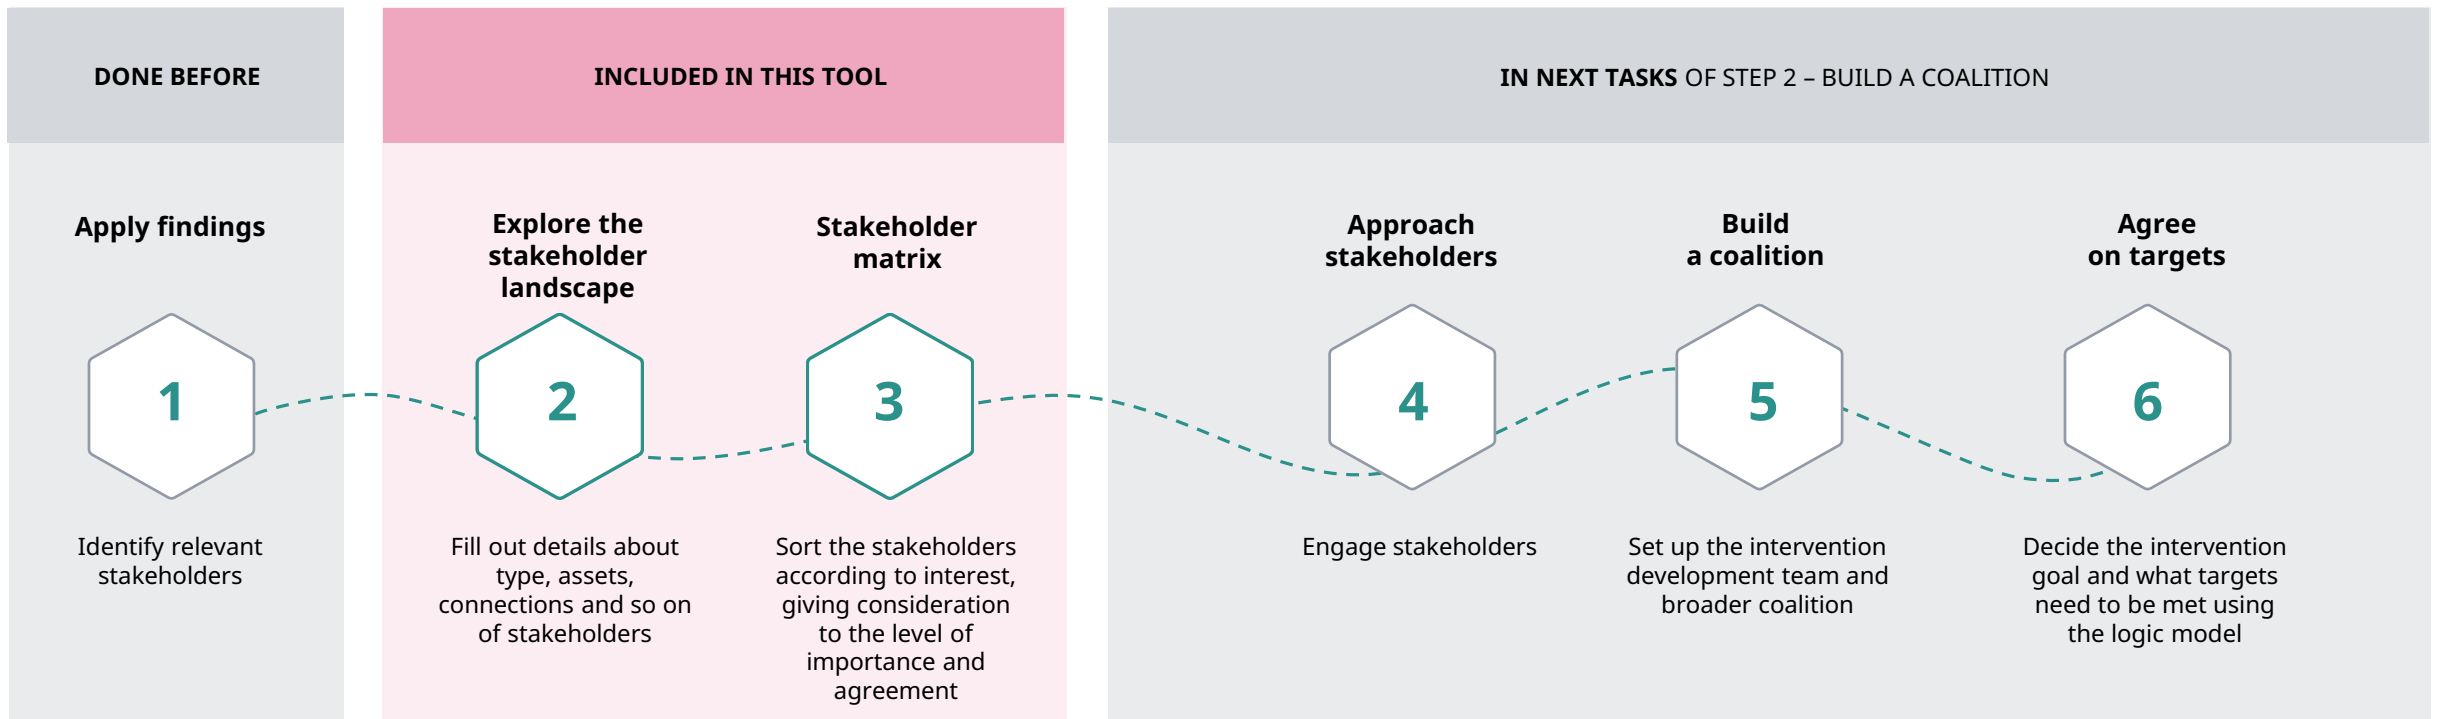 DONE BEFORE
INCLUDED IN THIS TOOL
IN NEXT TASKS OF STEP 2 – BUILD A COALITION
Apply findings
1
Identify relevant
stakeholders
Explore the
stakeholder
landscape
2
Fill out details about
type, assets,
connections and so on
of stakeholders
Stakeholder
matrix
3
Sort the stakeholders
according to interest,
giving consideration
to the level of
importance and
agreement
Approach
stakeholders
4
Engage stakeholders
Build
a coalition
5
Set up the intervention
development team and
broader coalition
Agree
on targets
6
Decide the intervention
goal and what targets
need to be met using
the logic model